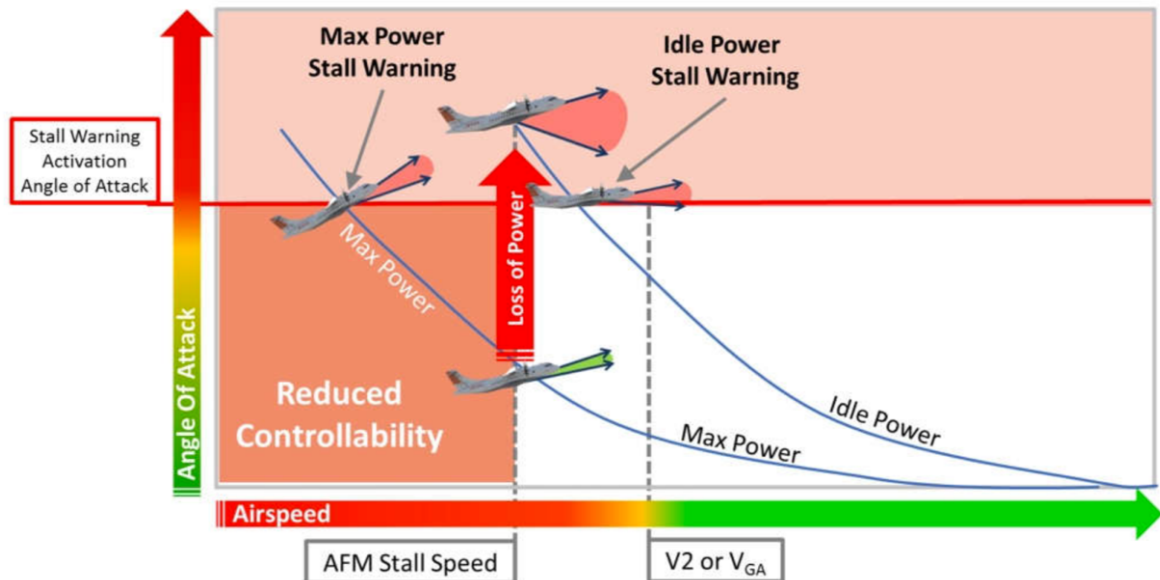 Max Power
Stall Warning
Idle Power
Stall Warning
Stall Warning
Activation
Angle of Attack
Max Power
Loss of Power
Angle Of Attack
Reduced
Controllability
Max Power
Idle Power
Airspeed
AFM Stall Speed
V2 or VGA